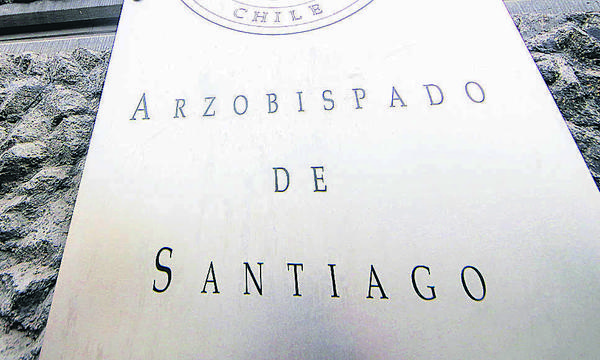 CHILE
ARZOBISPADO
DE
SANTIAGO